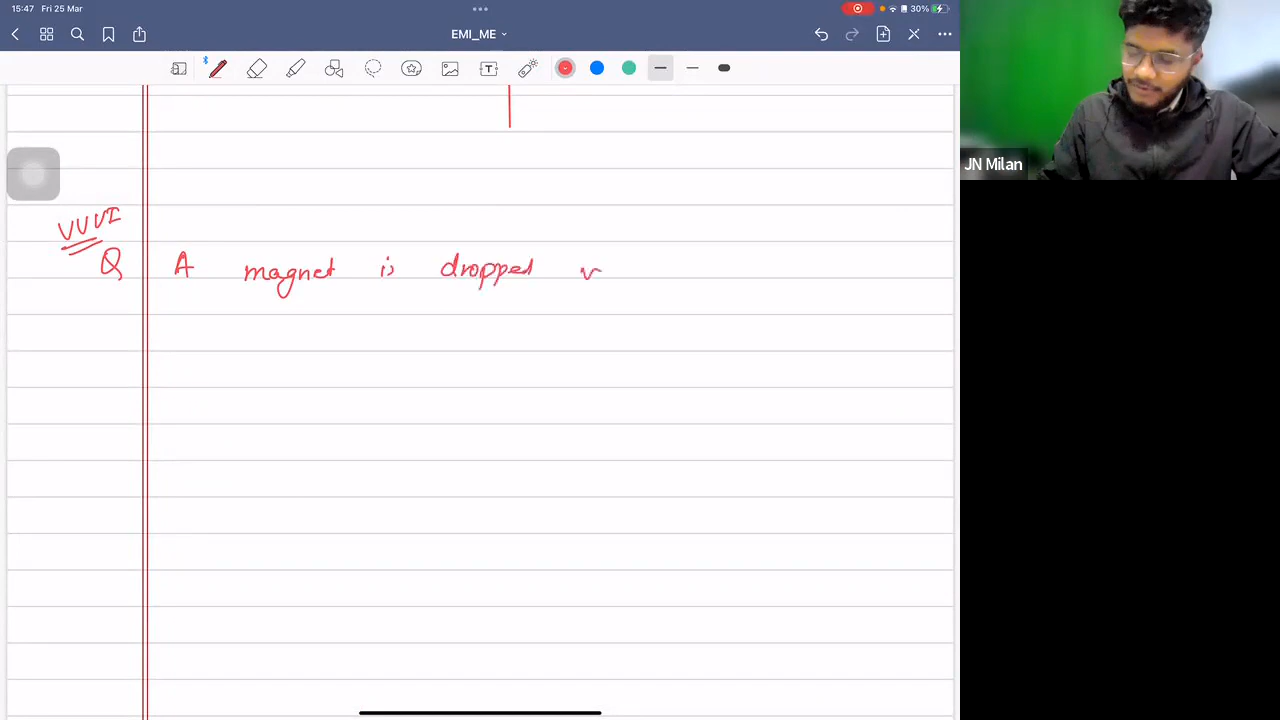 15:47 Fri 25 Mar
30%
EMI_ME
T
JN Milan
VVVI
Q A magnet is dropped v